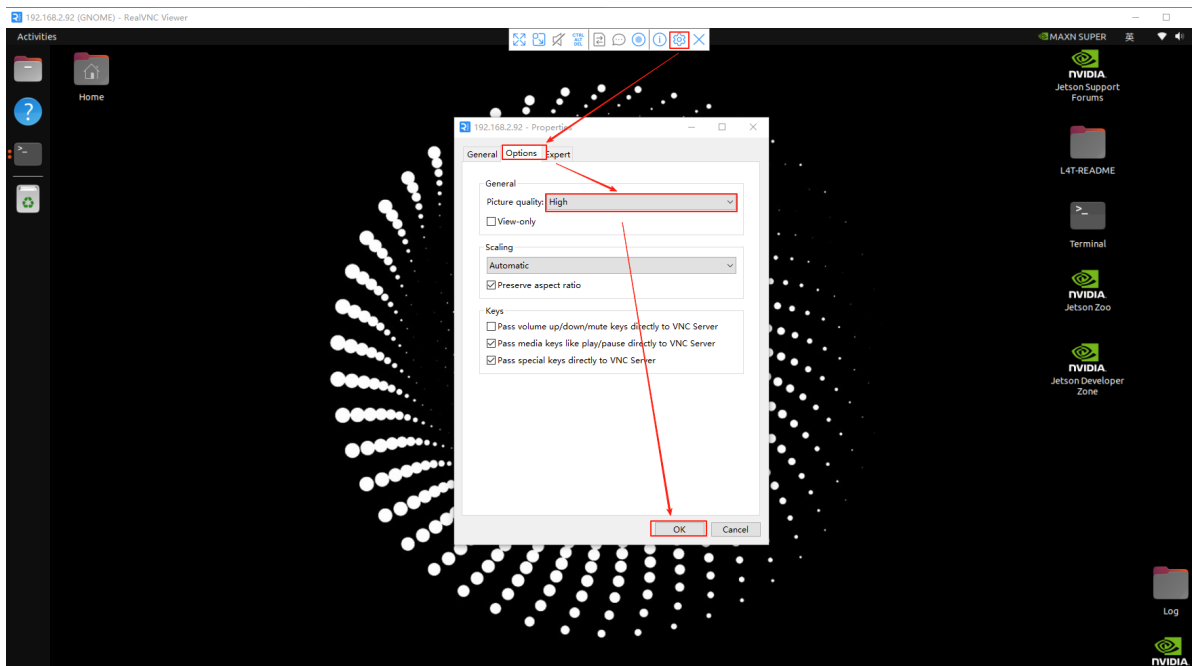 192.168.2.92 (GNOME) - RealVNC Viewer
Activities
CTRL
ALT
DEL
MAXN SUPER 英
Home
NVIDIA.
Jetson Support
Forums
L4T-README
Terminal
NVIDIA.
Jetson Zoo
NVIDIA.
Jetson Developer
Zone
Log
NVIDIA.
192.168.2.92 - Properties
General Options Expert
General
Picture quality: High
View-only
Scaling
Automatic
Preserve aspect ratio
Keys
Pass volume up/down/mute keys directly to VNC Server
Pass media keys like play/pause directly to VNC Server
Pass special keys directly to VNC Server
OK Cancel